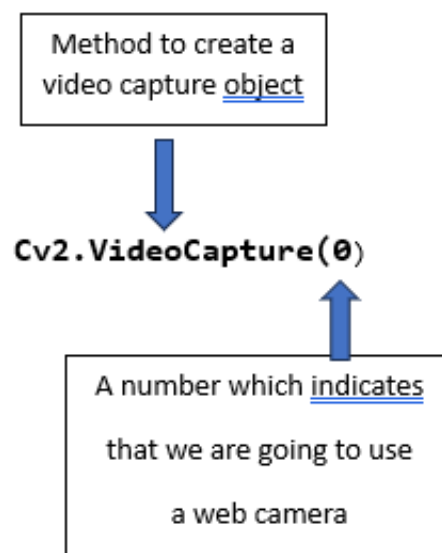 Method to create a
video capture object
Cv2.VideoCapture(0)
A number which indicates
that we are going to use
a web camera